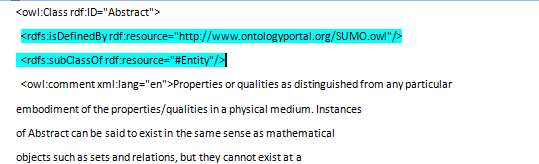 <owl:Class rdf:ID="Abstract">
<rdfs:isDefinedBy rdf:resource="http://www.ontologyportal.org/SUMO.owl"/>
<rdfs:subClassOf rdf:resource="#Entity"/>
<owl:comment xml:lang="en">Properties or qualities as distinguished from any particular
embodiment of the properties/qualities in a physical medium. Instances
of Abstract can be said to exist in the same sense as mathematical
objects such as sets and relations, but they cannot exist at a